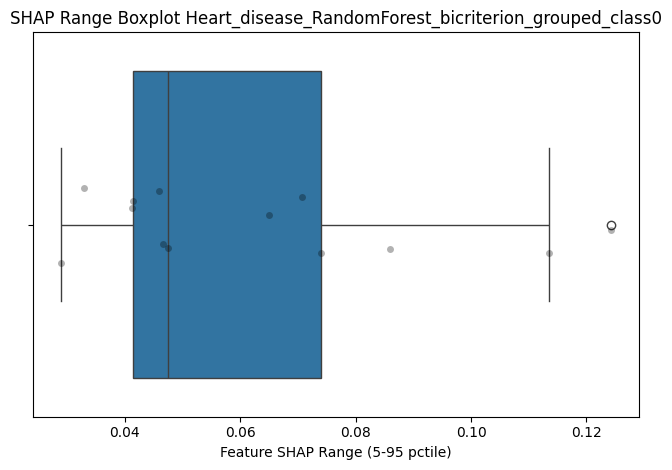 SHAP Range Boxplot Heart_disease_RandomForest_bicriterion_grouped_class0
0.04 0.06 0.08 0.10 0.12
Feature SHAP Range (5-95 pctile)